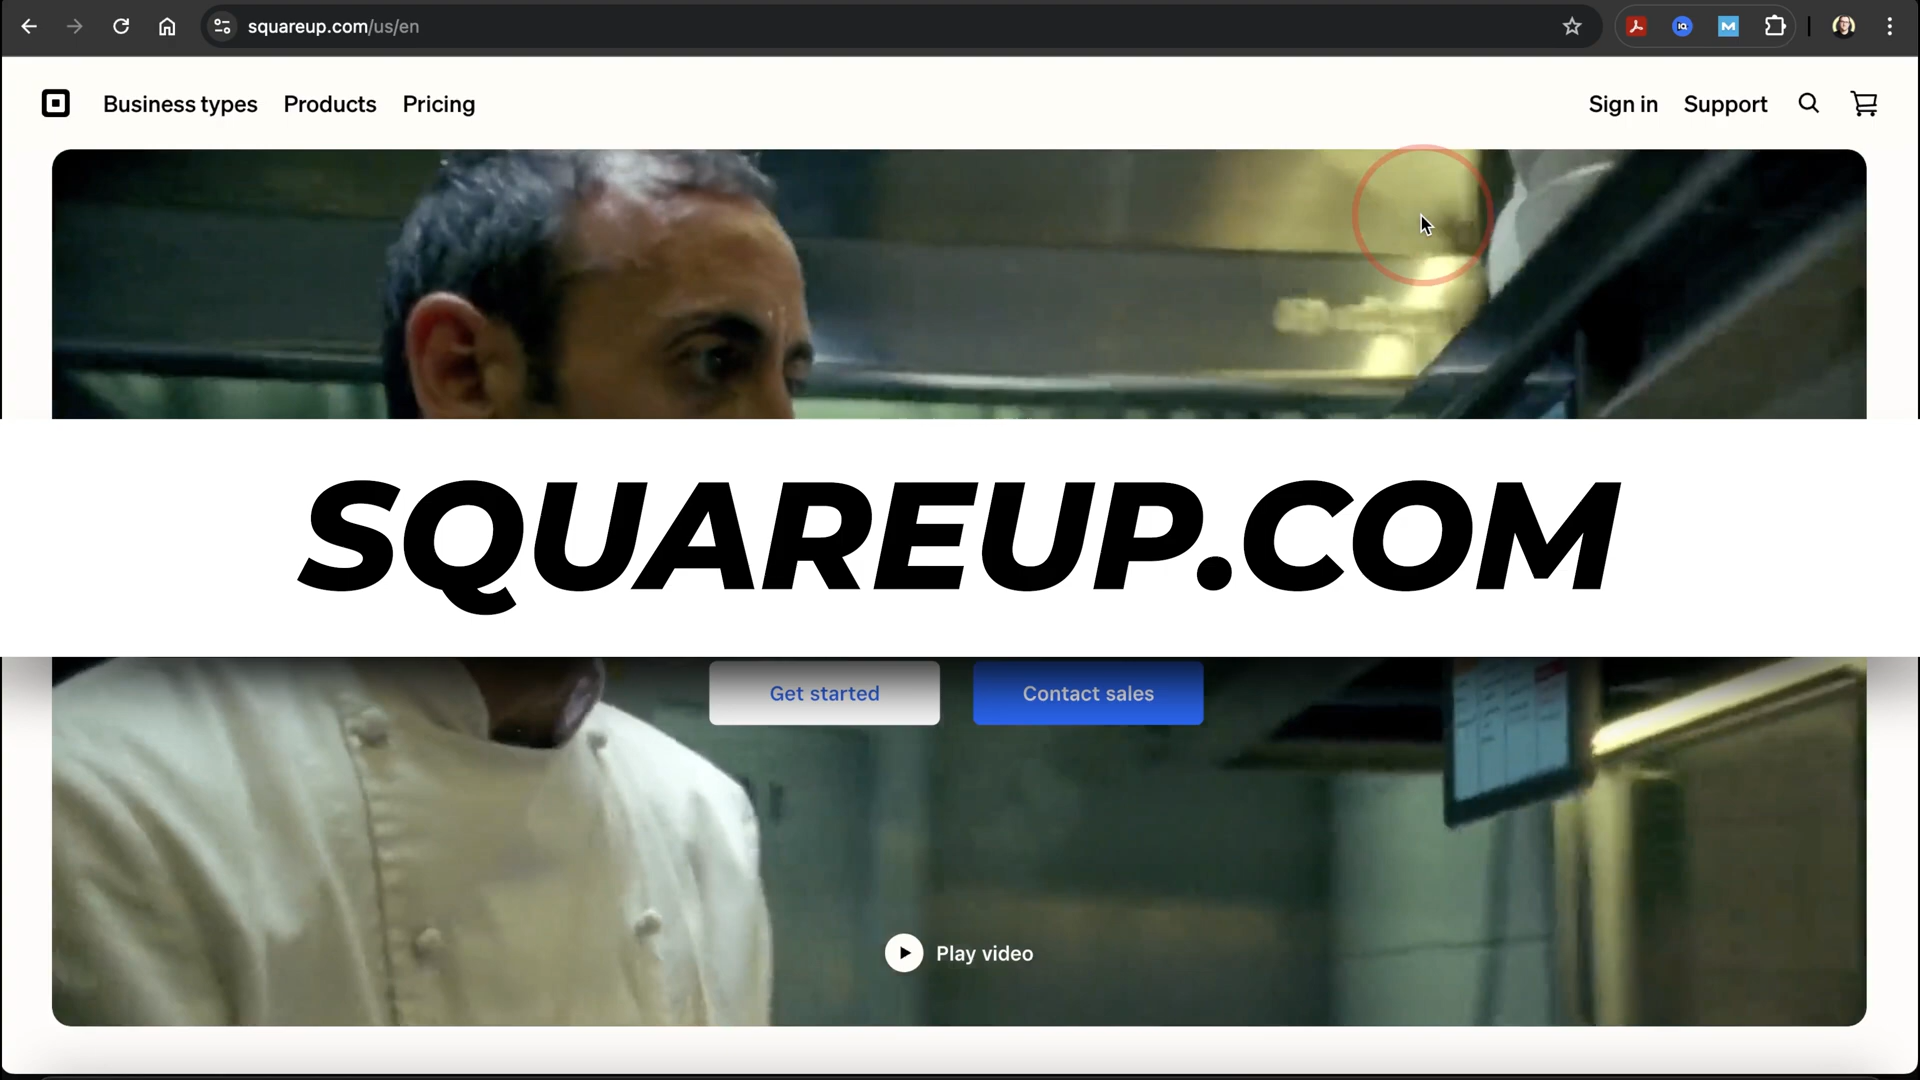 squareup.com/us/en
Business types Products Pricing
Sign in Support
SQUAREUP.COM
Get started Contact sales
Play video